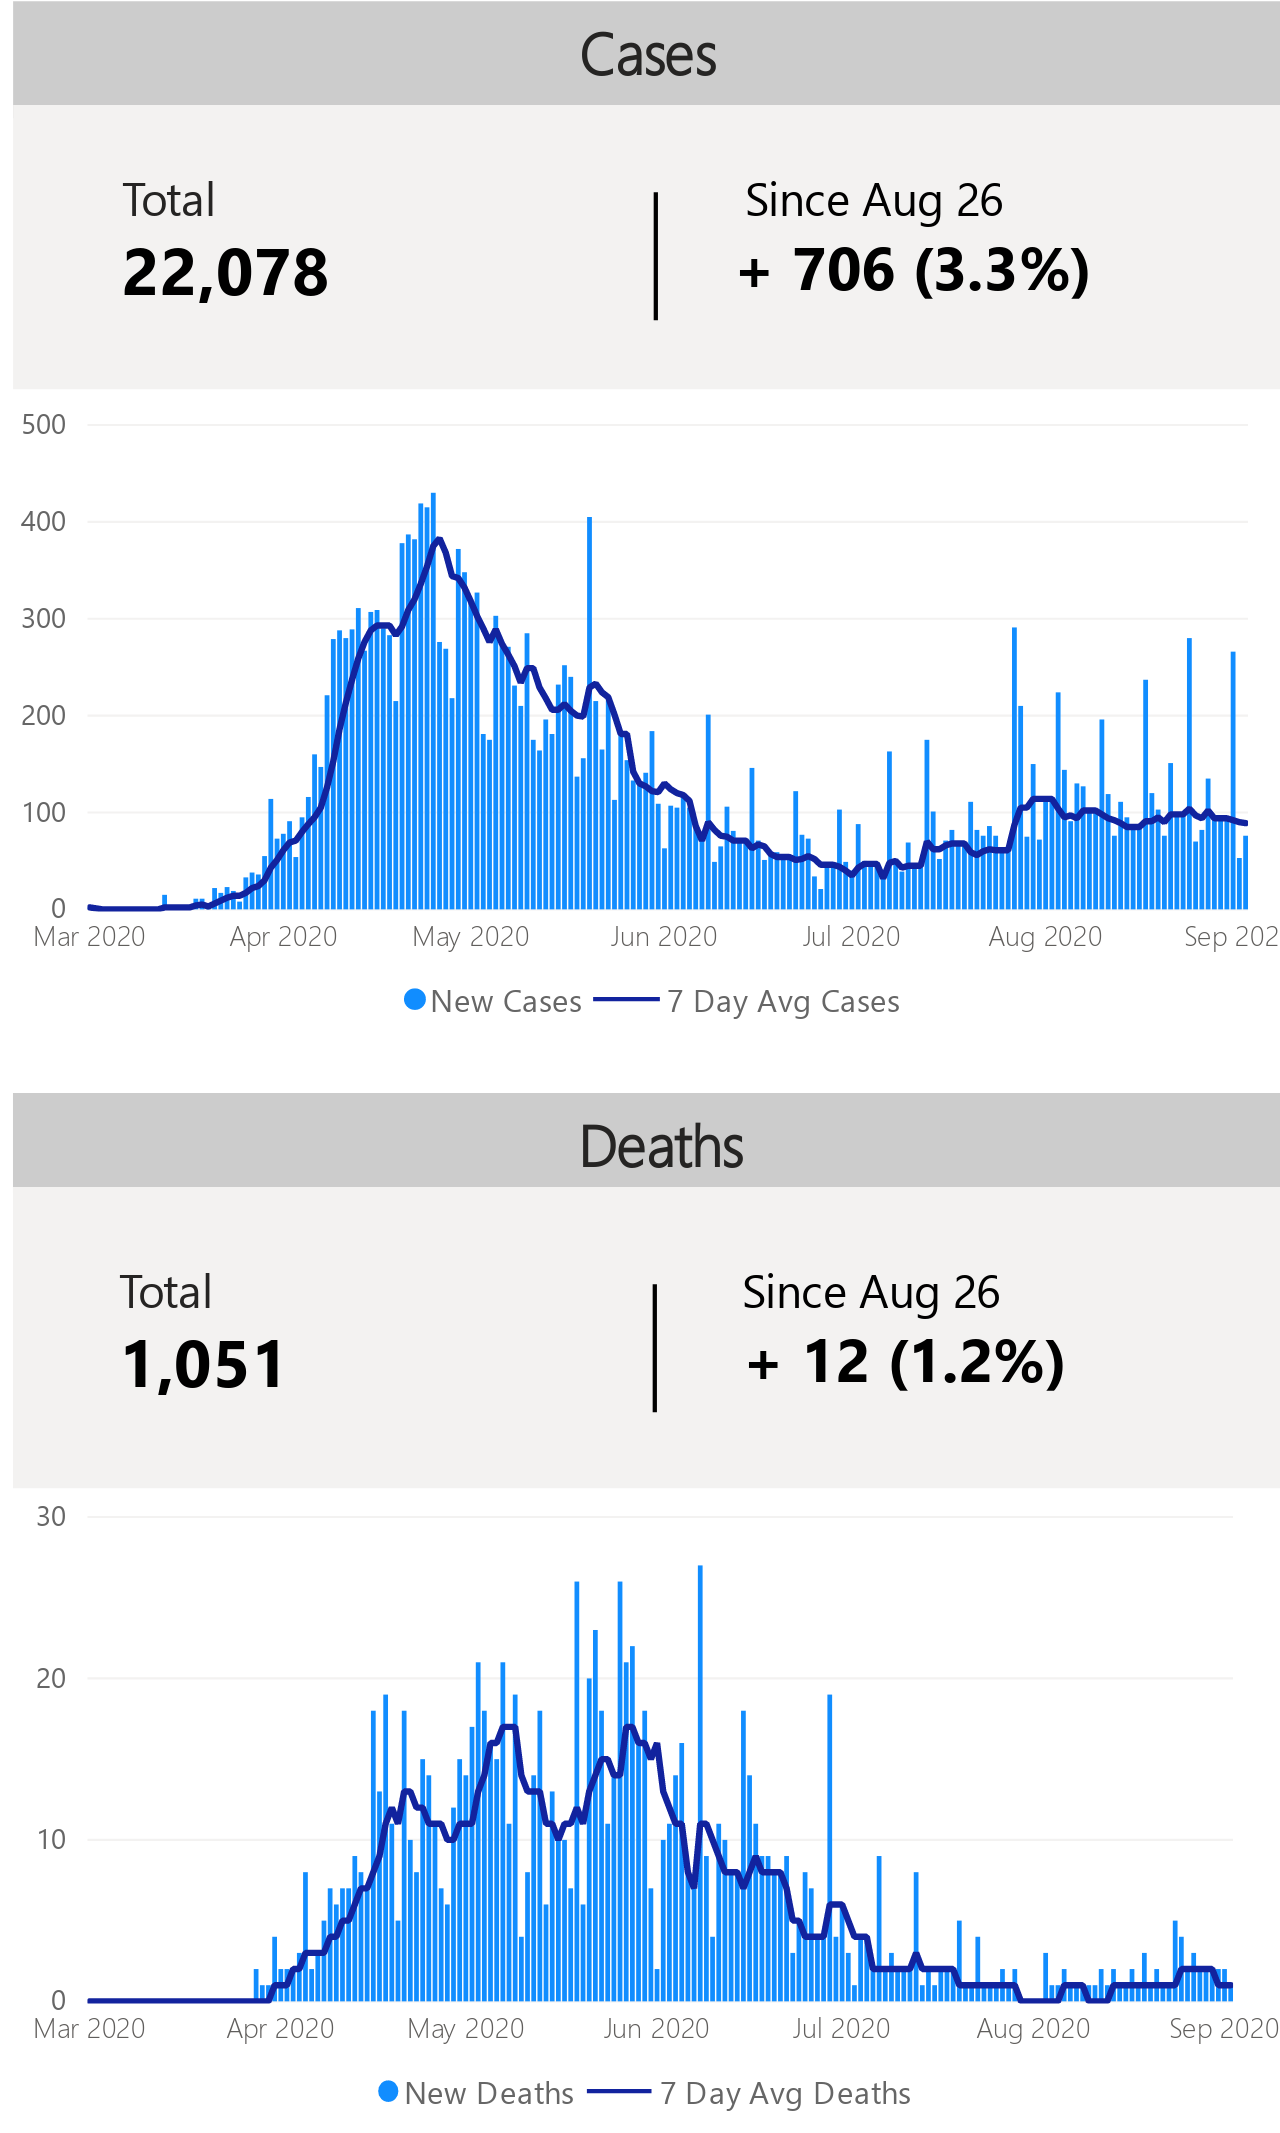 Cases
Total
Since Aug 26
22,078
+ 706 (3.3%)
500
400
300
200
100
0
Mar 2020 Apr 2020 May 2020 Jun 2020 Jul 2020 Aug 2020 Sep 202
New Cases 7 Day Avg Cases
Deaths
Total
Since Aug 26
1,051
+ 12 (1.2%)
30
20
10
0
Mar 2020 Apr 2020 May 2020 Jun 2020 Jul 2020 Aug 2020 Sep 2020
New Deaths 7 Day Avg Deaths